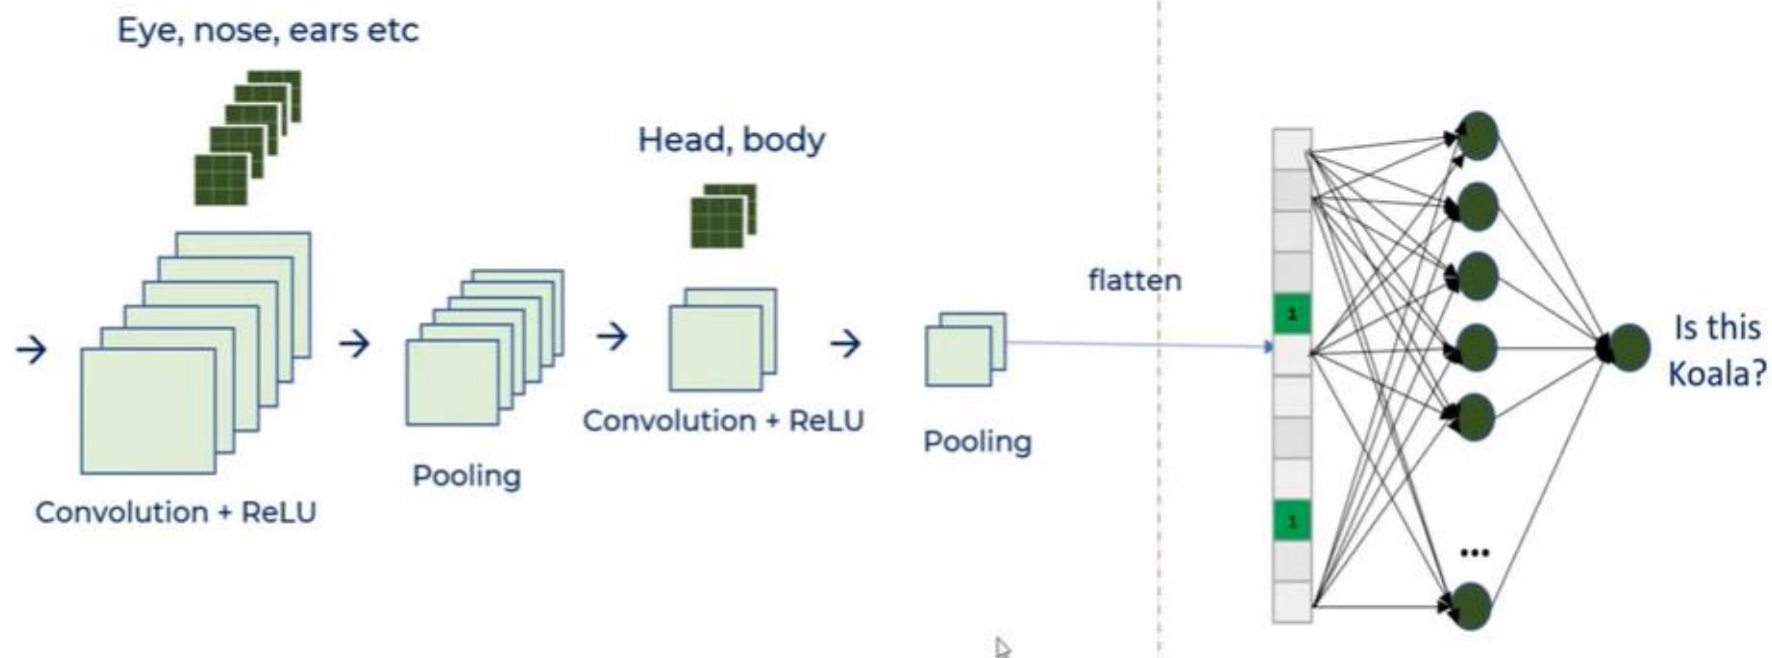 Eye, nose, ears etc
Head, body
flatten
1
1
Is this
Koala?
Convolution + ReLU
Pooling
Convolution + ReLU
Pooling
...